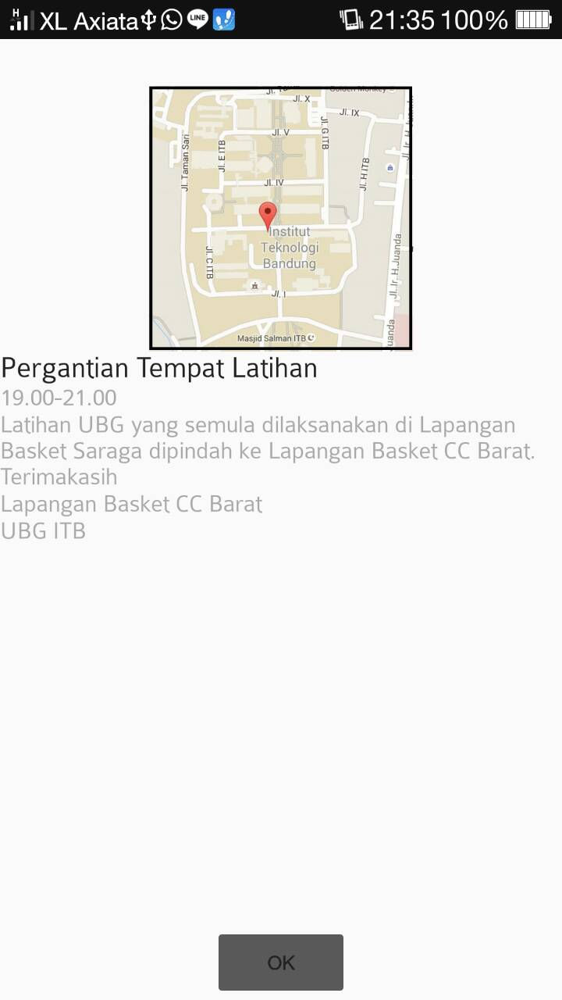 H
XL Axiata LINE 21:35 100%
Jl. X
Jl. IX
Jl. V
Jl. G ITB
Jl. Taman Sari
Jl. E ITB
Jl. IV
Jl. H ITB
Institut
Teknologi
Bandung
Jl. C ITB
Jl. Ir. H.Juanda
Jl. I
Masjid Salman ITB
Pergantian Tempat Latihan
19.00-21.00
Latihan UBG yang semula dilaksanakan di Lapangan
Basket Saraga dipindah ke Lapangan Basket CC Barat.
Terimakasih
Lapangan Basket CC Barat
UBG ITB
OK